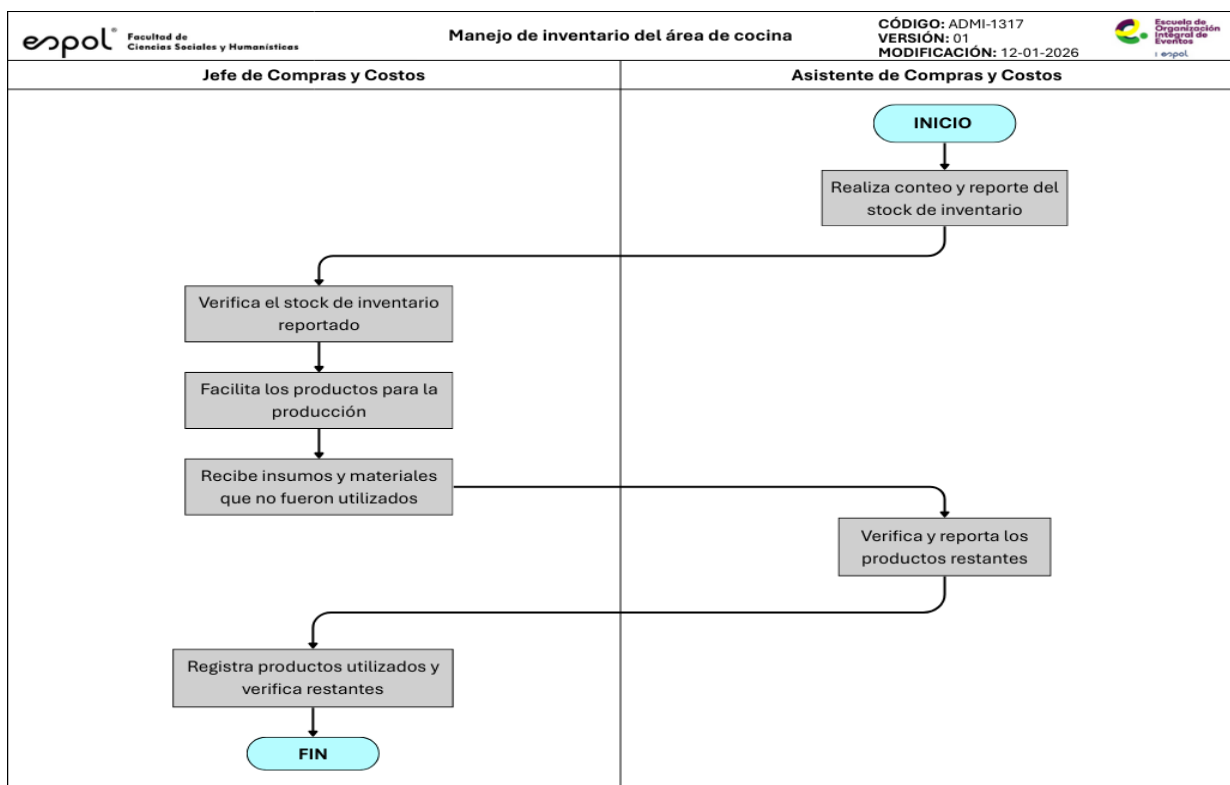 espol
Facultad de
Ciencias Sociales y Humanísticas
Manejo de inventario del área de cocina
CÓDIGO: ADMI-1317
VERSIÓN: 01
MODIFICACIÓN: 12-01-2026
Escuela de
Organización
Integral de
Eventos
espol
Jefe de Compras y Costos
Asistente de Compras y Costos
INICIO
Realiza conteo y reporte del
stock de inventario
Verifica el stock de inventario
reportado
Facilita los productos para la
producción
Recibe insumos y materiales
que no fueron utilizados
Verifica y reporta los
productos restantes
Registra productos utilizados y
verifica restantes
FIN